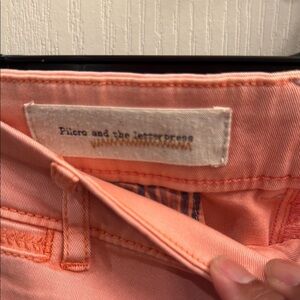 Pilcro and the letterpress